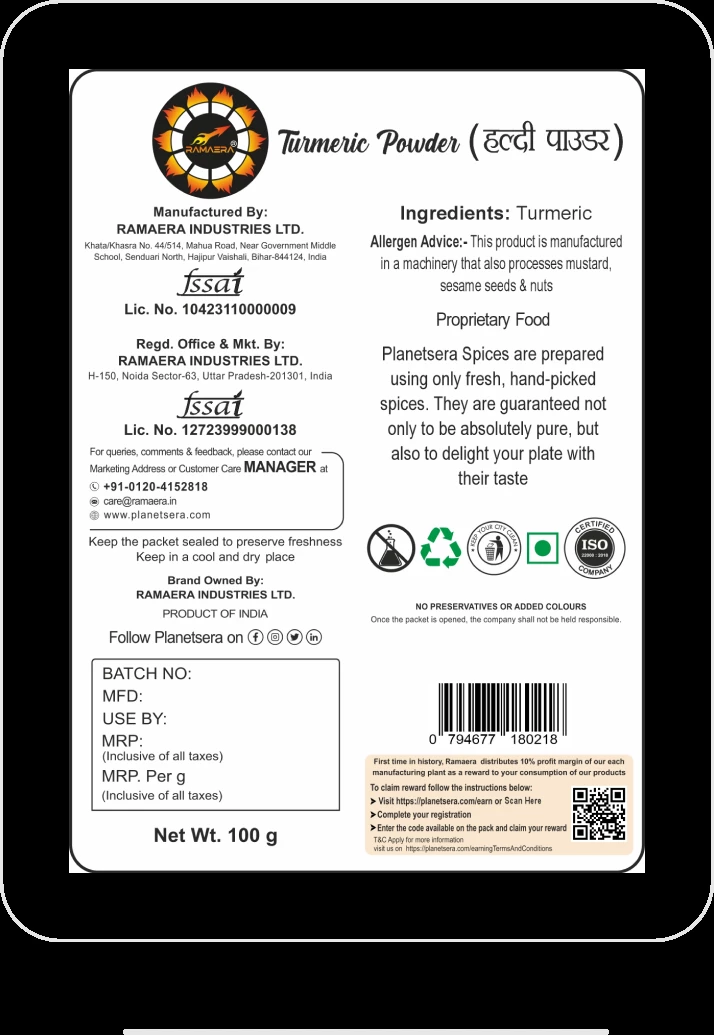 RAMAERA®
Turmeric Powder (हल्दी पाउडर)
Manufactured By:
RAMAERA INDUSTRIES LTD.
Khata/Khasra No. 44/514, Mahua Road, Near Government Middle
School, Senduari North, Hajipur Vaishali, Bihar-844124, India
fssai
Lic. No. 10423110000009
Regd. Office & Mkt. By:
RAMAERA INDUSTRIES LTD.
H-150, Noida Sector-63, Uttar Pradesh-201301, India
fssai
Lic. No. 12723999000138
For queries, comments & feedback, please contact our
Marketing Address or Customer Care MANAGER at
+91-0120-4152818
care@ramaera.in
www.planetsera.com
Keep the packet sealed to preserve freshness
Keep in a cool and dry place
Brand Owned By:
RAMAERA INDUSTRIES LTD.
PRODUCT OF INDIA
Follow Planetsera on
BATCH NO:
MFD:
USE BY:
MRP:
(Inclusive of all taxes)
MRP. Per g
(Inclusive of all taxes)
Net Wt. 100 g
Ingredients: Turmeric
Allergen Advice:- This product is manufactured
in a machinery that also processes mustard,
sesame seeds & nuts
Proprietary Food
Planetsera Spices are prepared
using only fresh, hand-picked
spices. They are guaranteed not
only to be absolutely pure, but
also to delight your plate with
their taste
KEEP YOUR CITY CLEAN
CERTIFIED
ISO
22000 : 2018
COMPANY
NO PRESERVATIVES OR ADDED COLOURS
Once the packet is opened, the company shall not be held responsible.
0 794677 180218
First time in history, Ramaera distributes 10% profit margin of our each
manufacturing plant as a reward to your consumption of our products
To claim reward follow the instructions below:
➤ Visit https://planetsera.com/earn or Scan Here
➤ Complete your registration
➤ Enter the code available on the pack and claim your reward
T&C Apply for more information
visit us on https://planetsera.com/earningTermsAndConditions